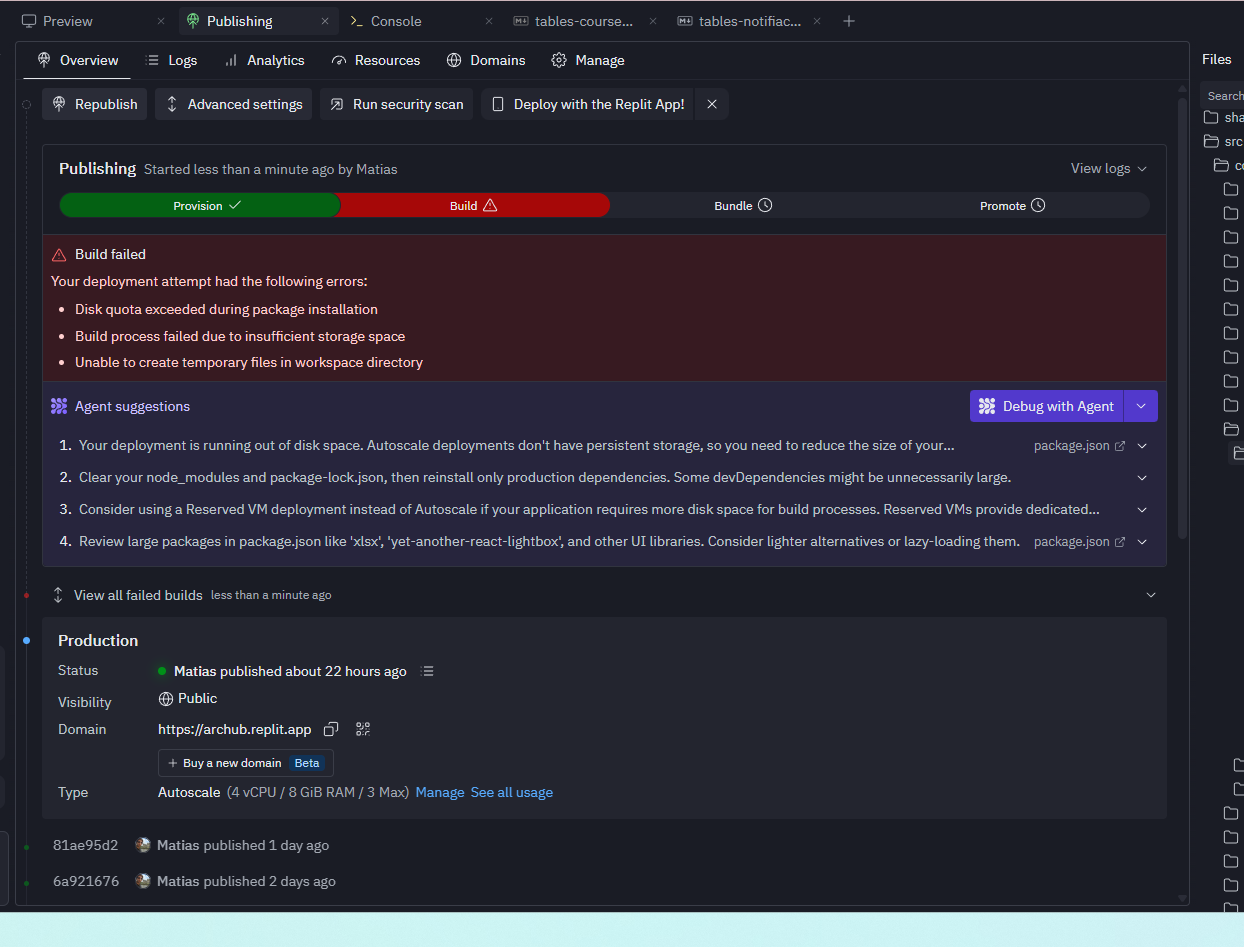 Preview
Publishing
Console
tables-course...
tables-notifiac...
Overview
Logs
Analytics
Resources
Domains
Manage
Files
Republish
Advanced settings
Run security scan
Deploy with the Replit App!
Search
sha
src
co
Publishing Started less than a minute ago by Matias
View logs
Provision
Build
Bundle
Promote
Build failed
Your deployment attempt had the following errors:
• Disk quota exceeded during package installation
• Build process failed due to insufficient storage space
• Unable to create temporary files in workspace directory
Agent suggestions
Debug with Agent
1. Your deployment is running out of disk space. Autoscale deployments don't have persistent storage, so you need to reduce the size of your... package.json
2. Clear your node_modules and package-lock.json, then reinstall only production dependencies. Some devDependencies might be unnecessarily large.
3. Consider using a Reserved VM deployment instead of Autoscale if your application requires more disk space for build processes. Reserved VMs provide dedicated...
4. Review large packages in package.json like 'xlsx', 'yet-another-react-lightbox', and other UI libraries. Consider lighter alternatives or lazy-loading them. package.json
View all failed builds less than a minute ago
Production
Status Matias published about 22 hours ago
Visibility Public
Domain https://archub.replit.app
+ Buy a new domain Beta
Type Autoscale (4 vCPU / 8 GiB RAM / 3 Max) Manage See all usage
81ae95d2 Matias published 1 day ago
6a921676 Matias published 2 days ago